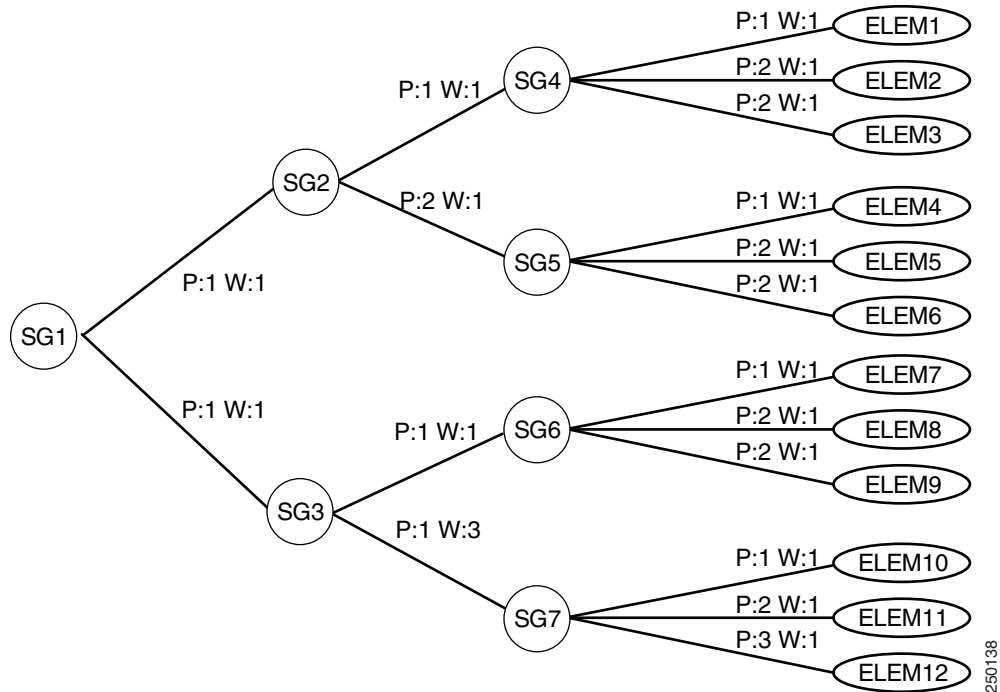 P:1 W:1
ELEM1
SG4
P:2 W:1
ELEM2
P:1 W:1
P:2 W:1
ELEM3
SG2
P:2 W:1
P:1 W:1
ELEM4
SG5
P:2 W:1
ELEM5
P:2 W:1
ELEM6
P:1 W:1
SG1
P:1 W:1
P:1 W:1
ELEM7
P:1 W:1
SG6
P:2 W:1
ELEM8
P:2 W:1
ELEM9
SG3
P:1 W:3
P:1 W:1
ELEM10
SG7
P:2 W:1
ELEM11
P:3 W:1
ELEM12
250138